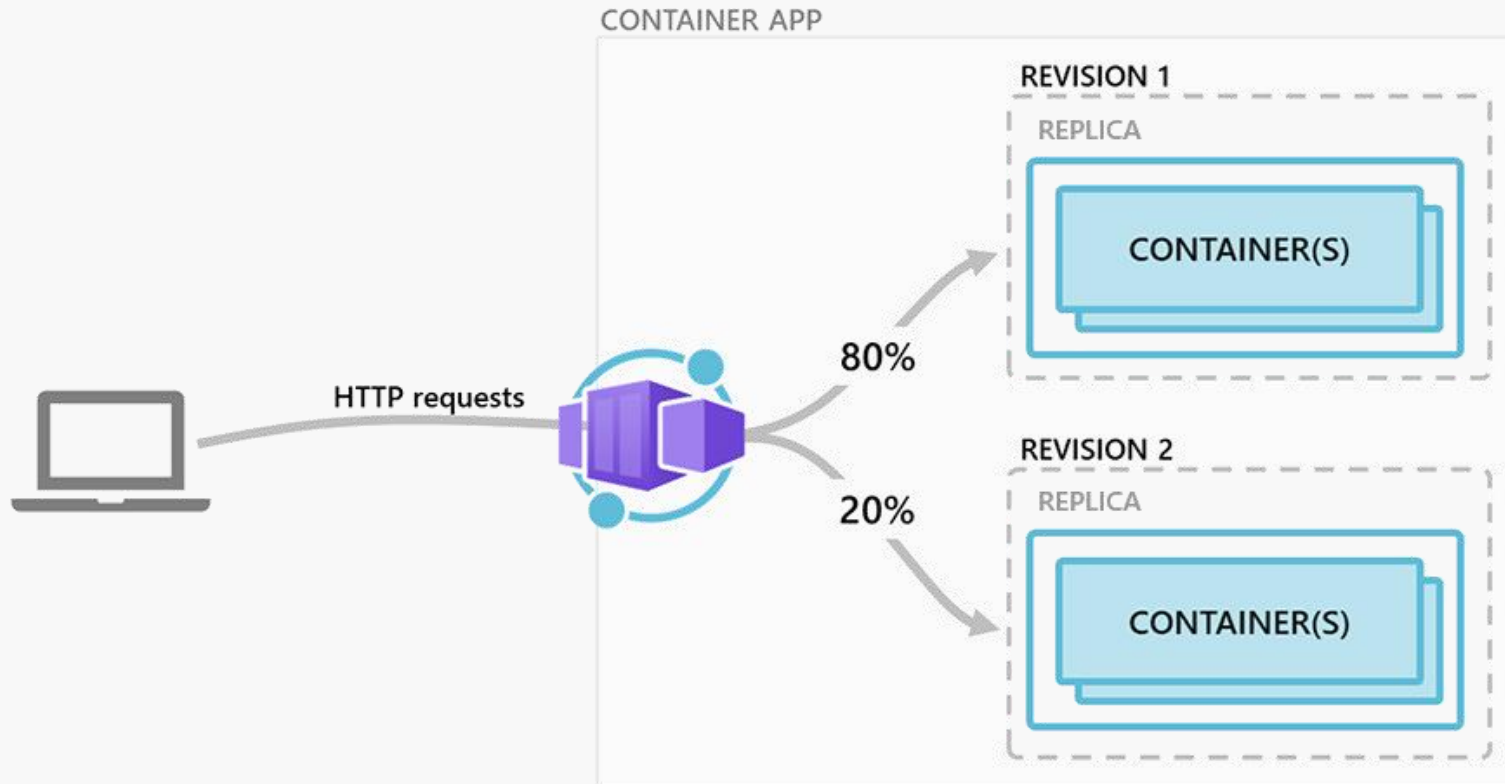 CONTAINER APP
REVISION 1
REPLICA
CONTAINER(S)
80%
HTTP requests
REVISION 2
20%
REPLICA
CONTAINER(S)